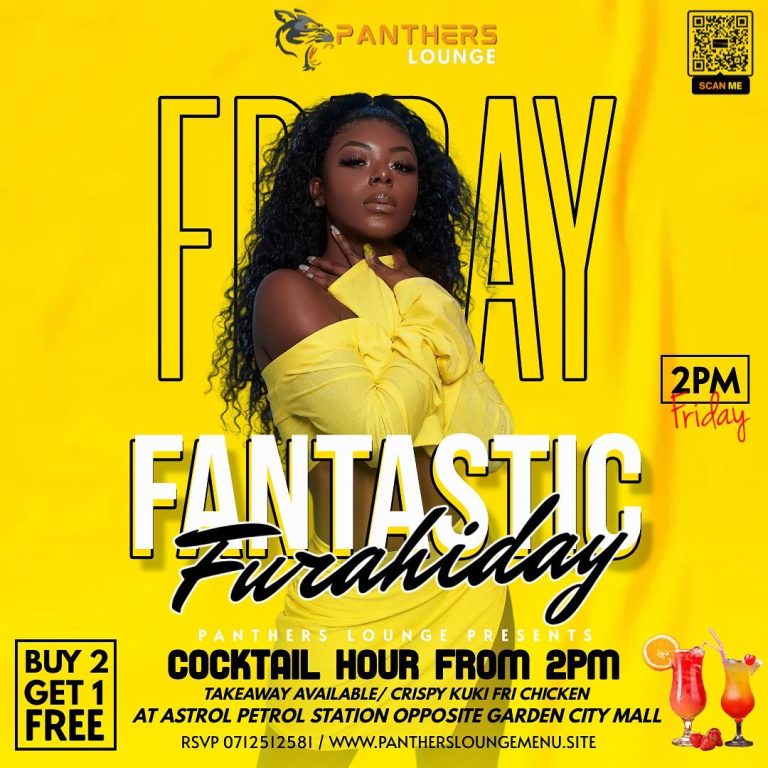 PANTHERS
LOUNGE
SCAN ME
FRIDAY
2PM
Friday
FANTASTIC
Furahiday
PANTHERS LOUNGE PRESENTS
BUY 2
GET 1
FREE
COCKTAIL HOUR FROM 2PM
TAKEAWAY AVAILABLE/ CRISPY KUKI FRI CHICKEN
AT ASTROL PETROL STATION OPPOSITE GARDEN CITY MALL
RSVP 0712512581 / WWW.PANTHERSLOUNGEMENU.SITE